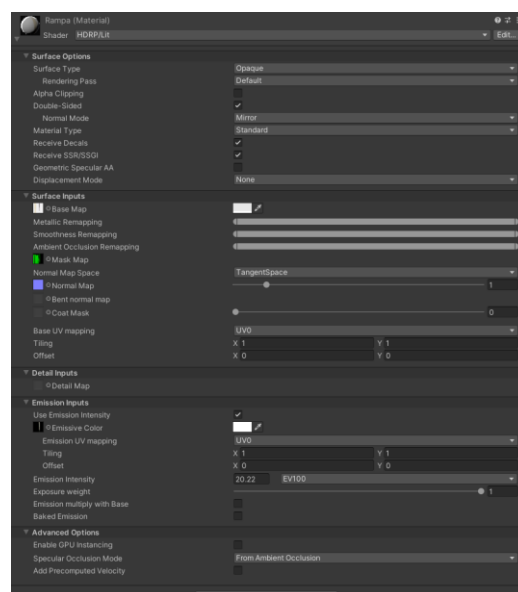 Rampa (Material)
Shader HDRP/Lit Edit...
Surface Options
Surface Type Opaque
Rendering Pass Default
Alpha Clipping
Double-Sided
Normal Mode Mirror
Material Type Standard
Receive Decals
Receive SSR/SSGI
Geometric Specular AA
Displacement Mode None
Surface Inputs
Base Map
Metallic Remapping
Smoothness Remapping
Ambient Occlusion Remapping
Mask Map
Normal Map Space TangentSpace
Normal Map 1
Bent normal map
Coat Mask 0
Base UV mapping UV0
Tiling X 1 Y 1
Offset X 0 Y 0
Detail Inputs
Detail Map
Emission Inputs
Use Emission Intensity
Emissive Color
Emission UV mapping UV0
Tiling X 1 Y 1
Offset X 0 Y 0
Emission Intensity 20.22 EV100
Exposure weight 1
Emission multiply with Base
Baked Emission
Advanced Options
Enable GPU Instancing
Specular Occlusion Mode From Ambient Occlusion
Add Precomputed Velocity